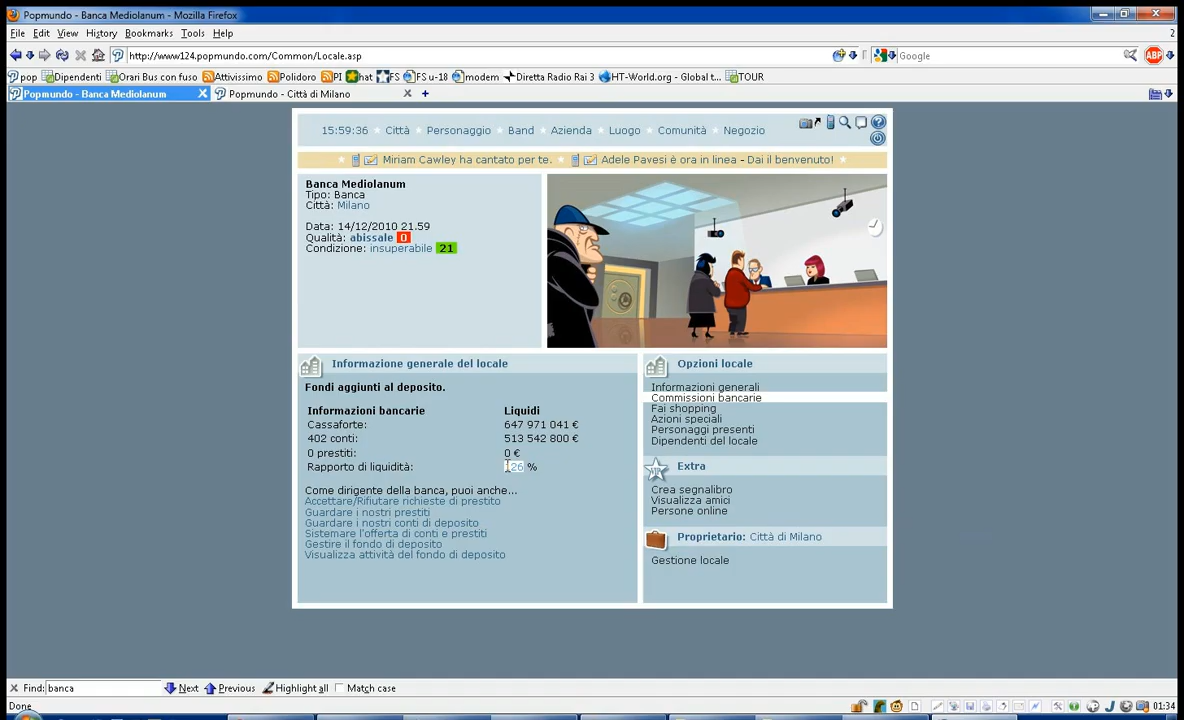 Popmundo - Banca Mediolanum - Mozilla Firefox
File Edit View History Bookmarks Tools Help
http://www124.popmundo.com/Common/Locale.asp
Google
ABP
pop Dipendenti Orari Bus con fuso Attivissimo Polidoro PI hat FS FS u-18 modem Diretta Radio Rai 3 HT-World.org - Global t... TOUR
Popmundo - Banca Mediolanum Popmundo - Città di Milano
15:59:36 Città Personaggio Band Azienda Luogo Comunità Negozio
Miriam Cawley ha cantato per te. Adele Pavesi è ora in linea - Dai il benvenuto!
Banca Mediolanum
Tipo: Banca
Città: Milano
Data: 14/12/2010 21.59
Qualità: abissale 0
Condizione: insuperabile 21
Informazione generale del locale
Fondi aggiunti al deposito.
Informazioni bancarie Liquidi
Cassaforte: 647 971 041 €
402 conti: 513 542 800 €
0 prestiti: 0 €
Rapporto di liquidità: 126 %
Come dirigente della banca, puoi anche...
Accettare/Rifiutare richieste di prestito
Guardare i nostri prestiti
Guardare i nostri conti di deposito
Sistemare l'offerta di conti e prestiti
Gestire il fondo di deposito
Visualizza attività del fondo di deposito
Opzioni locale
Informazioni generali
Commissioni bancarie
Fai shopping
Azioni speciali
Personaggi presenti
Dipendenti del locale
Extra
Crea segnalibro
Visualizza amici
Persone online
Proprietario: Città di Milano
Gestione locale
Find: banca Next Previous Highlight all Match case
Done
01:34